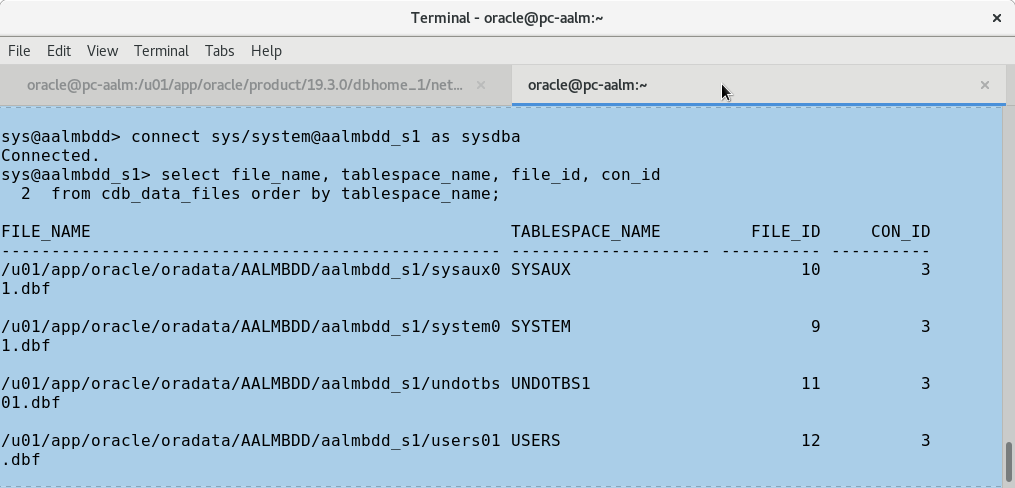 Terminal - oracle@pc-aalm:~
File Edit View Terminal Tabs Help
oracle@pc-aalm:/u01/app/oracle/product/19.3.0/dbhome_1/net... oracle@pc-aalm:~
sys@aalmbdd> connect sys/system@aalmbdd_s1 as sysdba
Connected.
sys@aalmbdd_s1> select file_name, tablespace_name, file_id, con_id
  2  from cdb_data_files order by tablespace_name;
FILE_NAME                                          TABLESPACE_NAME         FILE_ID     CON_ID
-------------------------------------------------- -------------------- ---------- ----------
/u01/app/oracle/oradata/AALMBDD/aalmbdd_s1/sysaux0 SYSAUX                       10          3
1.dbf
/u01/app/oracle/oradata/AALMBDD/aalmbdd_s1/system0 SYSTEM                        9          3
1.dbf
/u01/app/oracle/oradata/AALMBDD/aalmbdd_s1/undotbs UNDOTBS1                     11          3
01.dbf
/u01/app/oracle/oradata/AALMBDD/aalmbdd_s1/users01 USERS                        12          3
.dbf